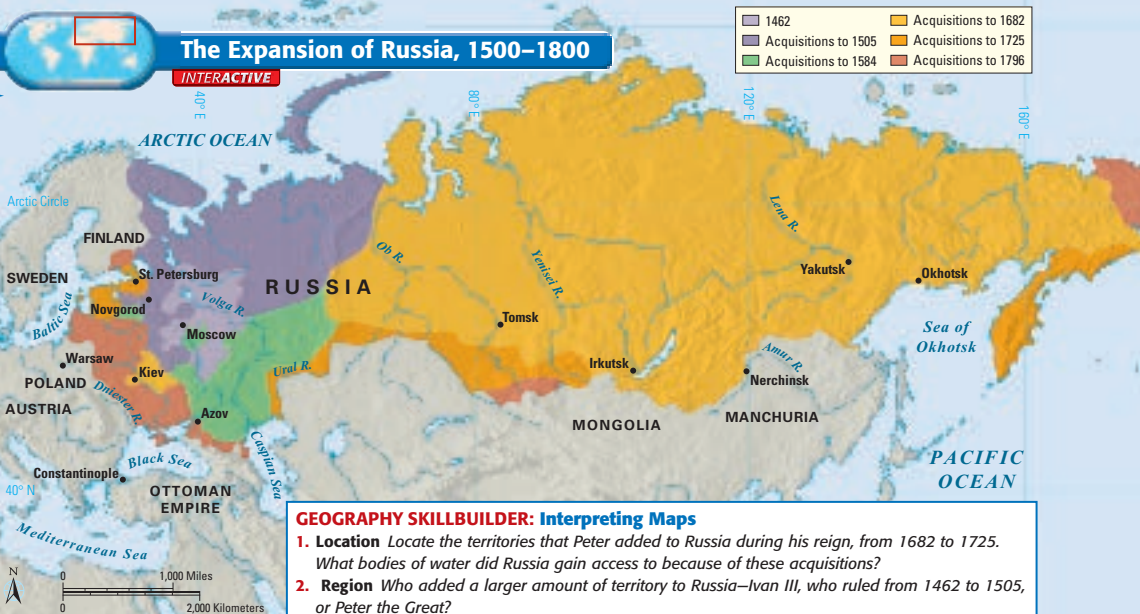 The Expansion of Russia, 1500–1800
INTERACTIVE
1462
Acquisitions to 1505
Acquisitions to 1584
Acquisitions to 1682
Acquisitions to 1725
Acquisitions to 1796
40° E
80° E
120° E
160° E
ARCTIC OCEAN
Arctic Circle
FINLAND
SWEDEN
St. Petersburg
RUSSIA
Ob R.
Yenisei R.
Lena R.
Yakutsk
Okhotsk
Baltic Sea
Novgorod
Volga R.
Moscow
Tomsk
Sea of
Okhotsk
Warsaw
Kiev
Ural R.
Irkutsk
Amur R.
Nerchinsk
POLAND
Dniester R.
AUSTRIA
Azov
MONGOLIA
MANCHURIA
Caspian Sea
Black Sea
Constantinople
PACIFIC
OCEAN
40° N
OTTOMAN
EMPIRE
Mediterranean Sea
N
0
1,000 Miles
0
2,000 Kilometers
GEOGRAPHY SKILLBUILDER: Interpreting Maps
1. Location Locate the territories that Peter added to Russia during his reign, from 1682 to 1725.
What bodies of water did Russia gain access to because of these acquisitions?
2. Region Who added a larger amount of territory to Russia—Ivan III, who ruled from 1462 to 1505,
or Peter the Great?